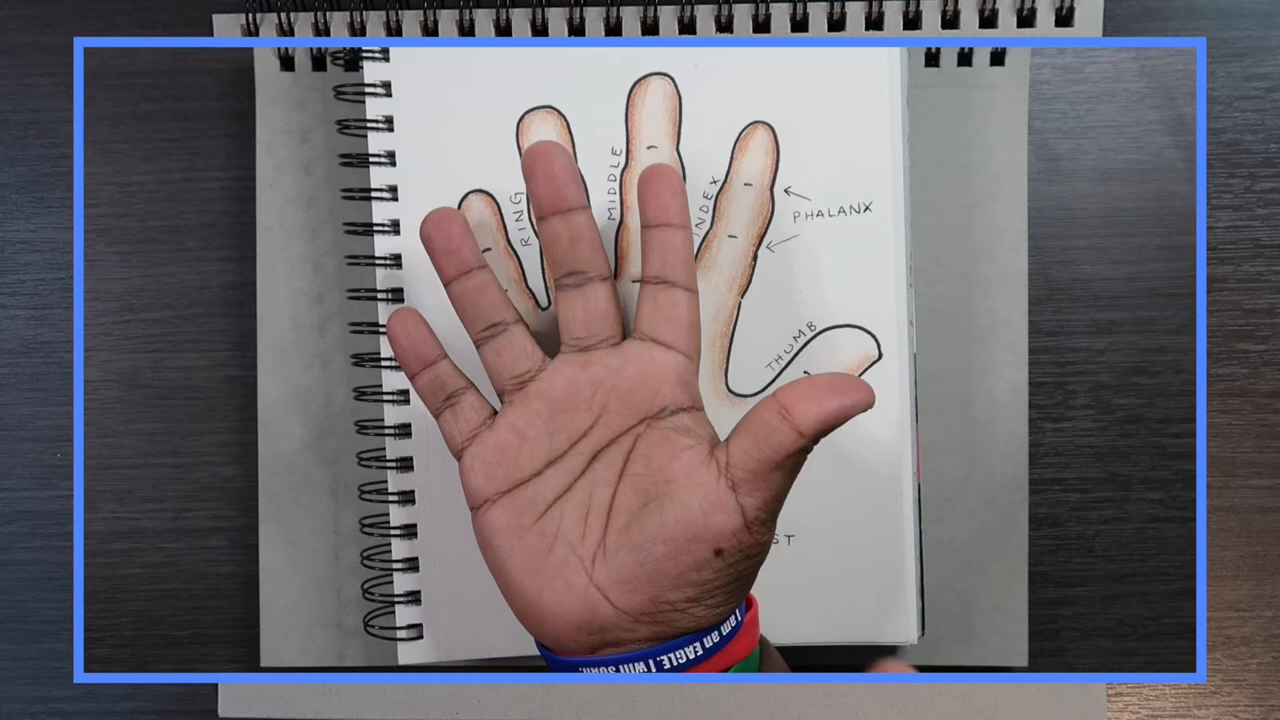 RING
MIDDLE
INDEX
PHALANX
THUMB
I am an EAGLE. I will SOAR.